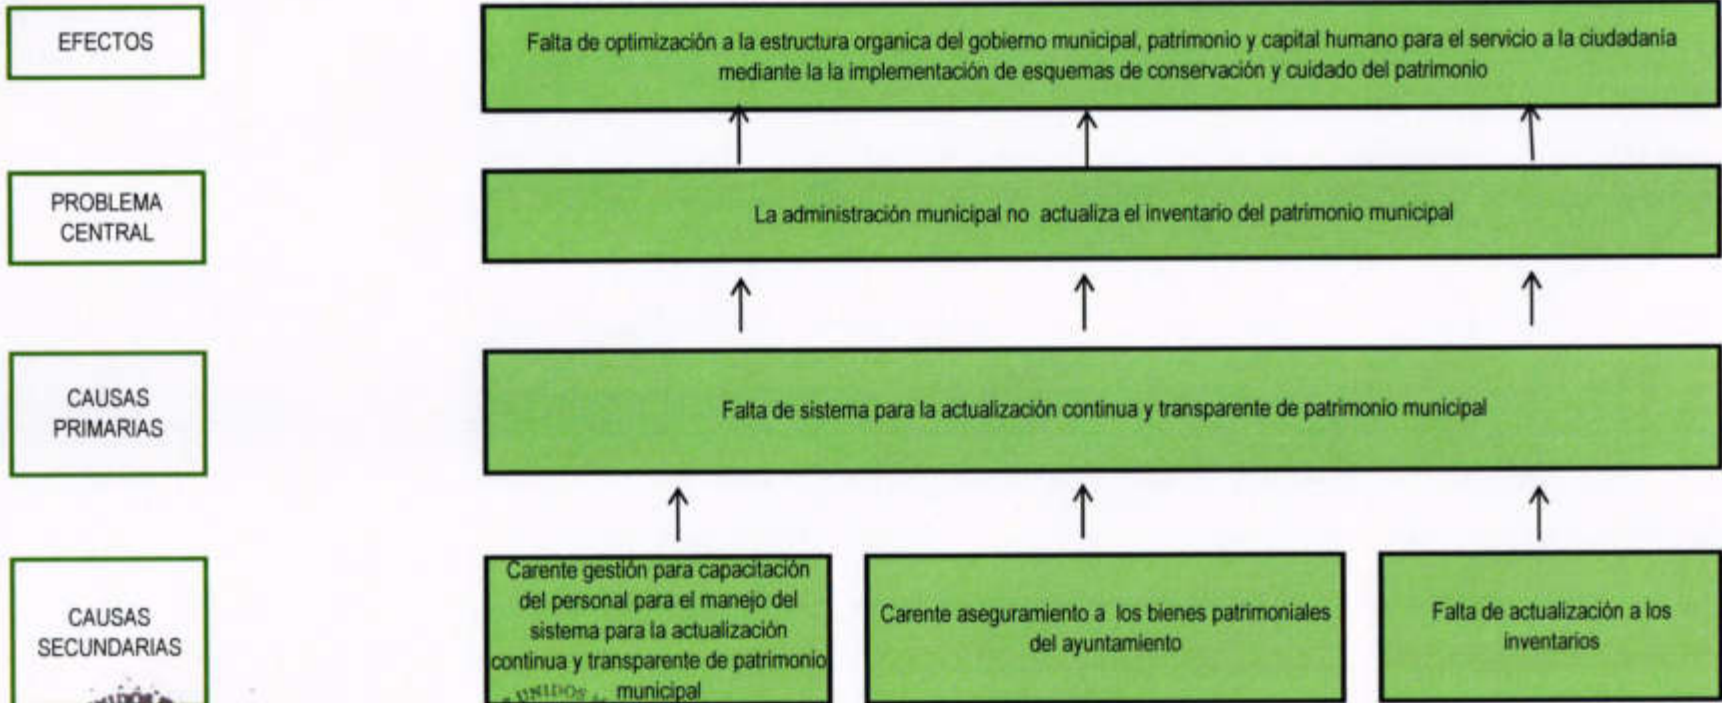 EFECTOS
Falta de optimización a la estructura organica del gobierno municipal, patrimonio y capital humano para el servicio a la ciudadanía
mediante la la implementación de esquemas de conservación y cuidado del patrimonio
PROBLEMA
CENTRAL
La administración municipal no actualiza el inventario del patrimonio municipal
CAUSAS
PRIMARIAS
Falta de sistema para la actualización continua y transparente de patrimonio municipal
CAUSAS
SECUNDARIAS
Carente gestión para capacitación
del personal para el manejo del
sistema para la actualización
continua y transparente de patrimonio
municipal
Carente aseguramiento a los bienes patrimoniales
del ayuntamiento
Falta de actualización a los
inventarios
UNIDOS